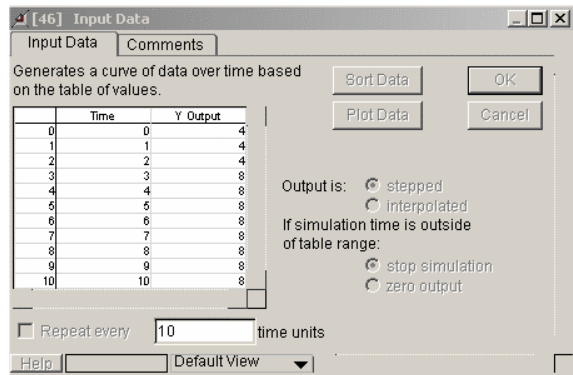 [46] Input Data
Input Data Comments
Generates a curve of data over time based
on the table of values.
Sort Data OK
Plot Data Cancel
Time Y Output
0 0 4
1 1 4
2 2 4
3 3 8
4 4 8
5 5 8
6 6 8
7 7 8
8 8 8
9 9 8
10 10 8
Output is: stepped
interpolated
If simulation time is outside
of table range:
stop simulation
zero output
Repeat every 10 time units
Help Default View